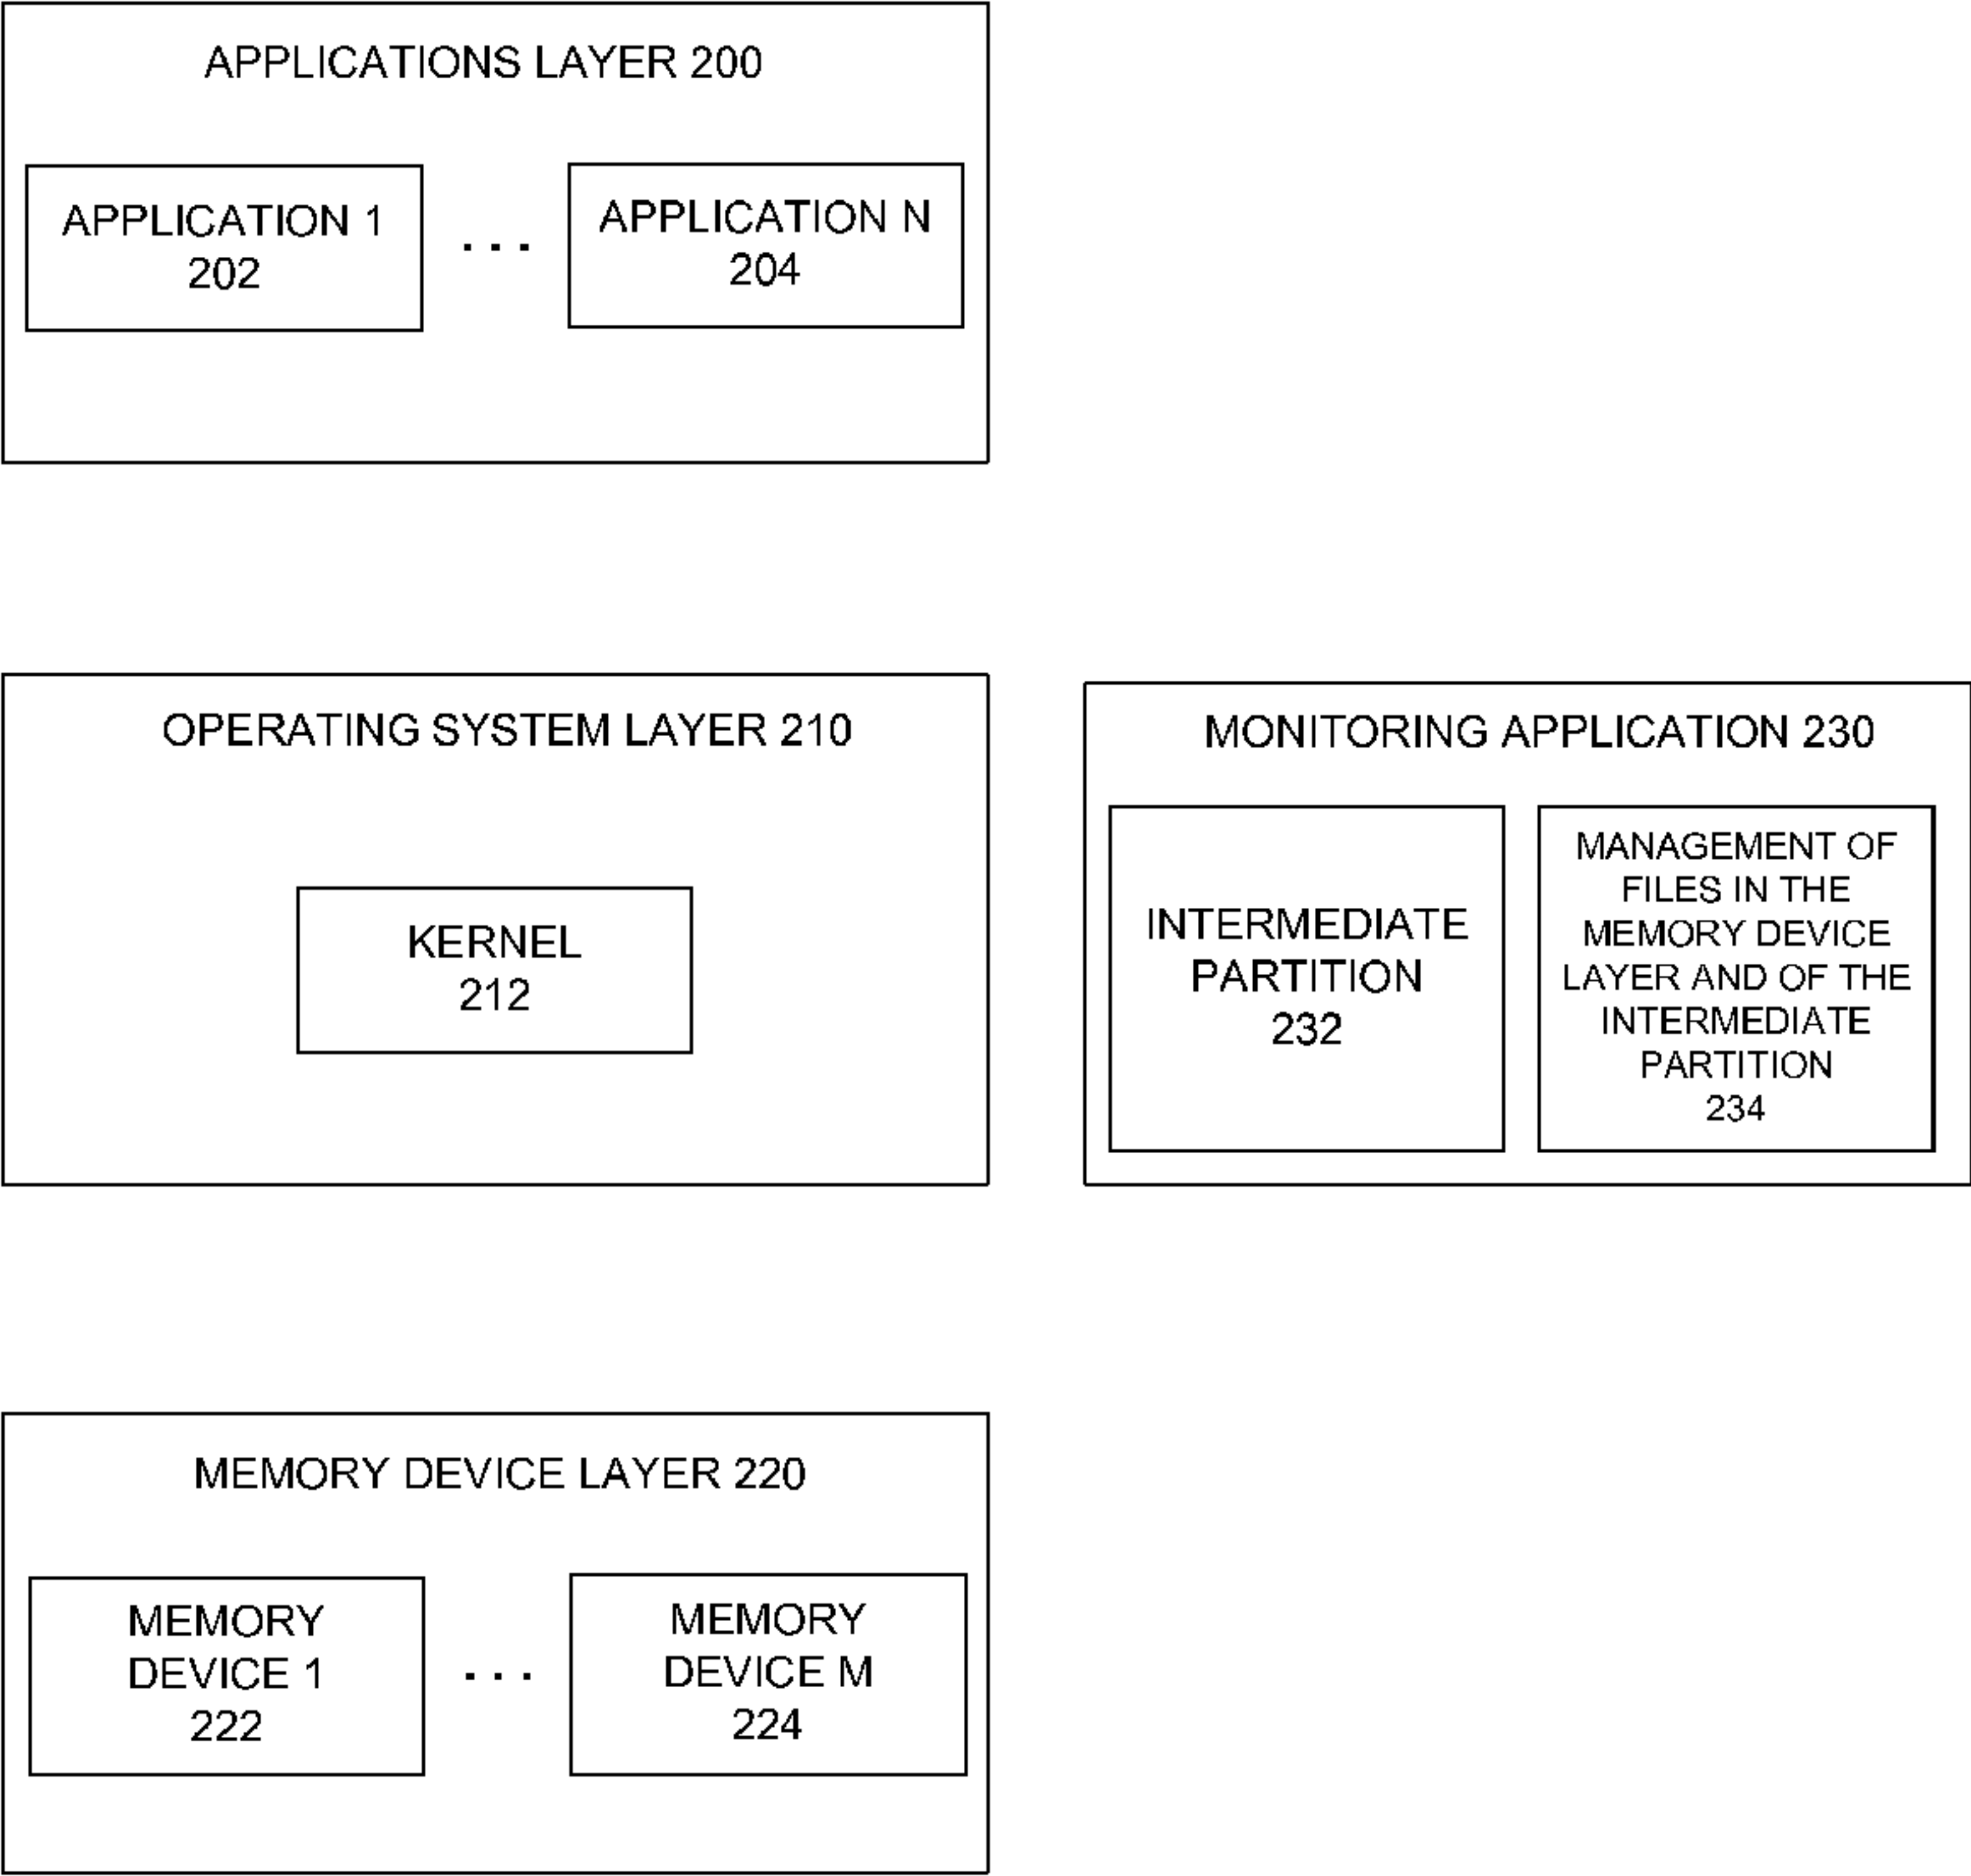 APPLICATIONS LAYER 200
APPLICATION 1
202
...
APPLICATION N
204
OPERATING SYSTEM LAYER 210
KERNEL
212
MONITORING APPLICATION 230
INTERMEDIATE
PARTITION
232
MANAGEMENT OF
FILES IN THE
MEMORY DEVICE
LAYER AND OF THE
INTERMEDIATE
PARTITION
234
MEMORY DEVICE LAYER 220
MEMORY
DEVICE 1
222
...
MEMORY
DEVICE M
224